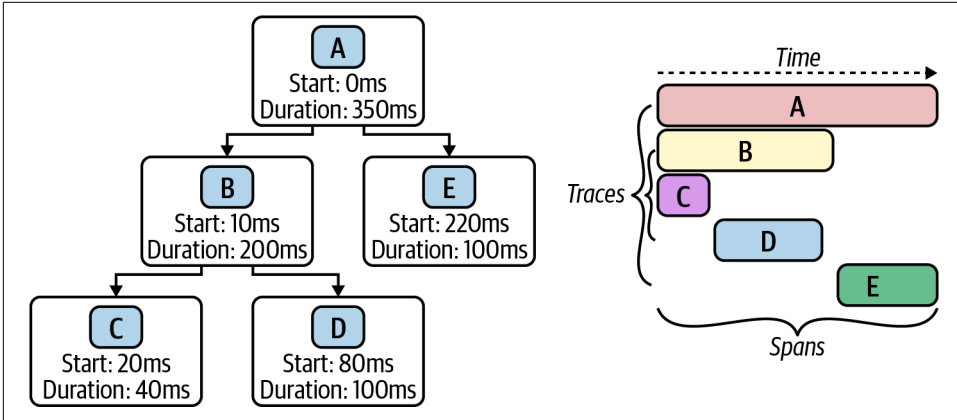 A
Start: 0ms
Duration: 350ms
B
Start: 10ms
Duration: 200ms
E
Start: 220ms
Duration: 100ms
C
Start: 20ms
Duration: 40ms
D
Start: 80ms
Duration: 100ms
Time
A
B
C
Traces
D
E
Spans